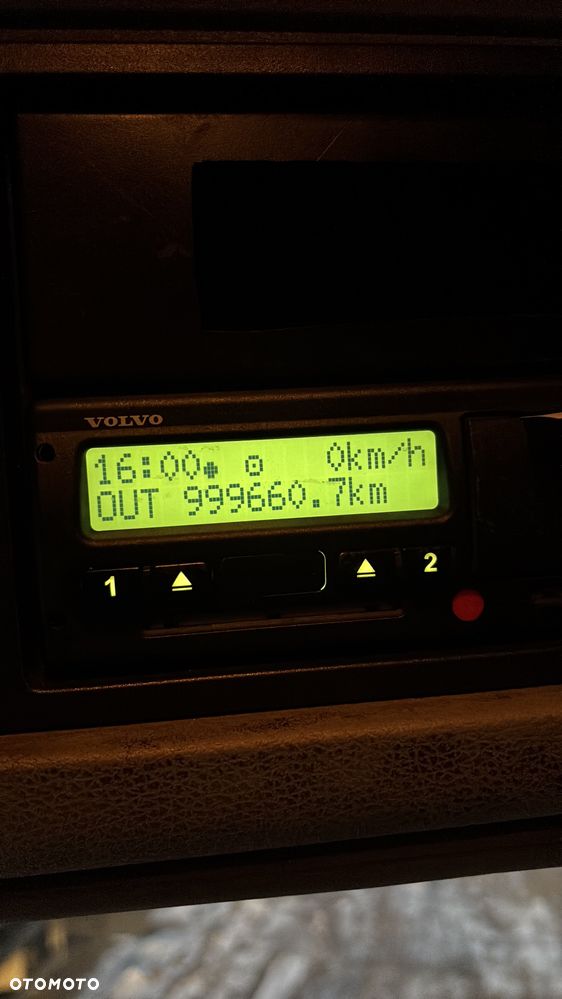 VOLVO
16:00 0km/h
OUT 999660.7km
1 2
OTOMOTO